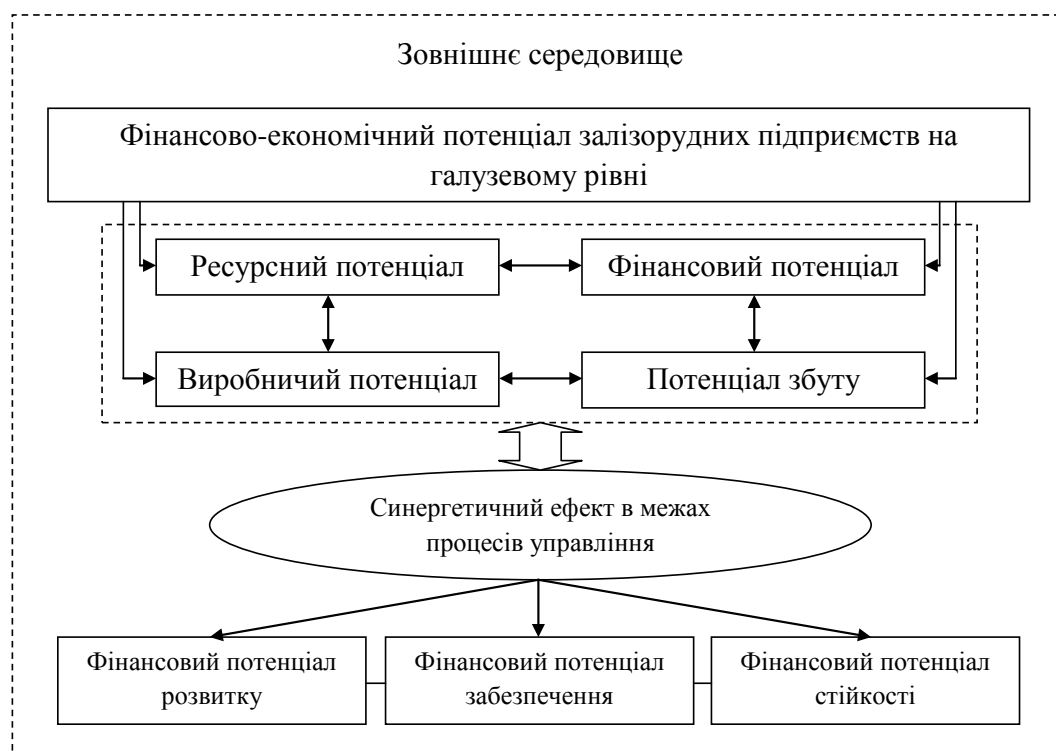 Зовнішнє середовище
Фінансово-економічний потенціал залізорудних підприємств на
галузевому рівні
Ресурсний потенціал
Фінансовий потенціал
Виробничий потенціал
Потенціал збуту
Синергетичний ефект в межах
процесів управління
Фінансовий потенціал
розвитку
Фінансовий потенціал
забезпечення
Фінансовий потенціал
стійкості